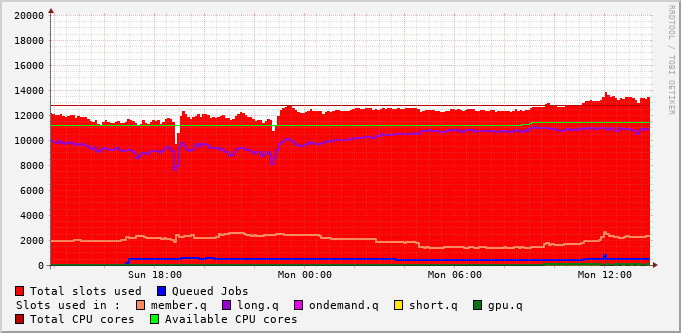 20000
18000
16000
14000
12000
10000
8000
6000
4000
2000
0
Sun 18:00 Mon 00:00 Mon 06:00 Mon 12:00
RRDTOOL / TOBI OETIKER
Total slots used Queued Jobs
Slots used in : member.q long.q ondemand.q short.q gpu.q
Total CPU cores Available CPU cores